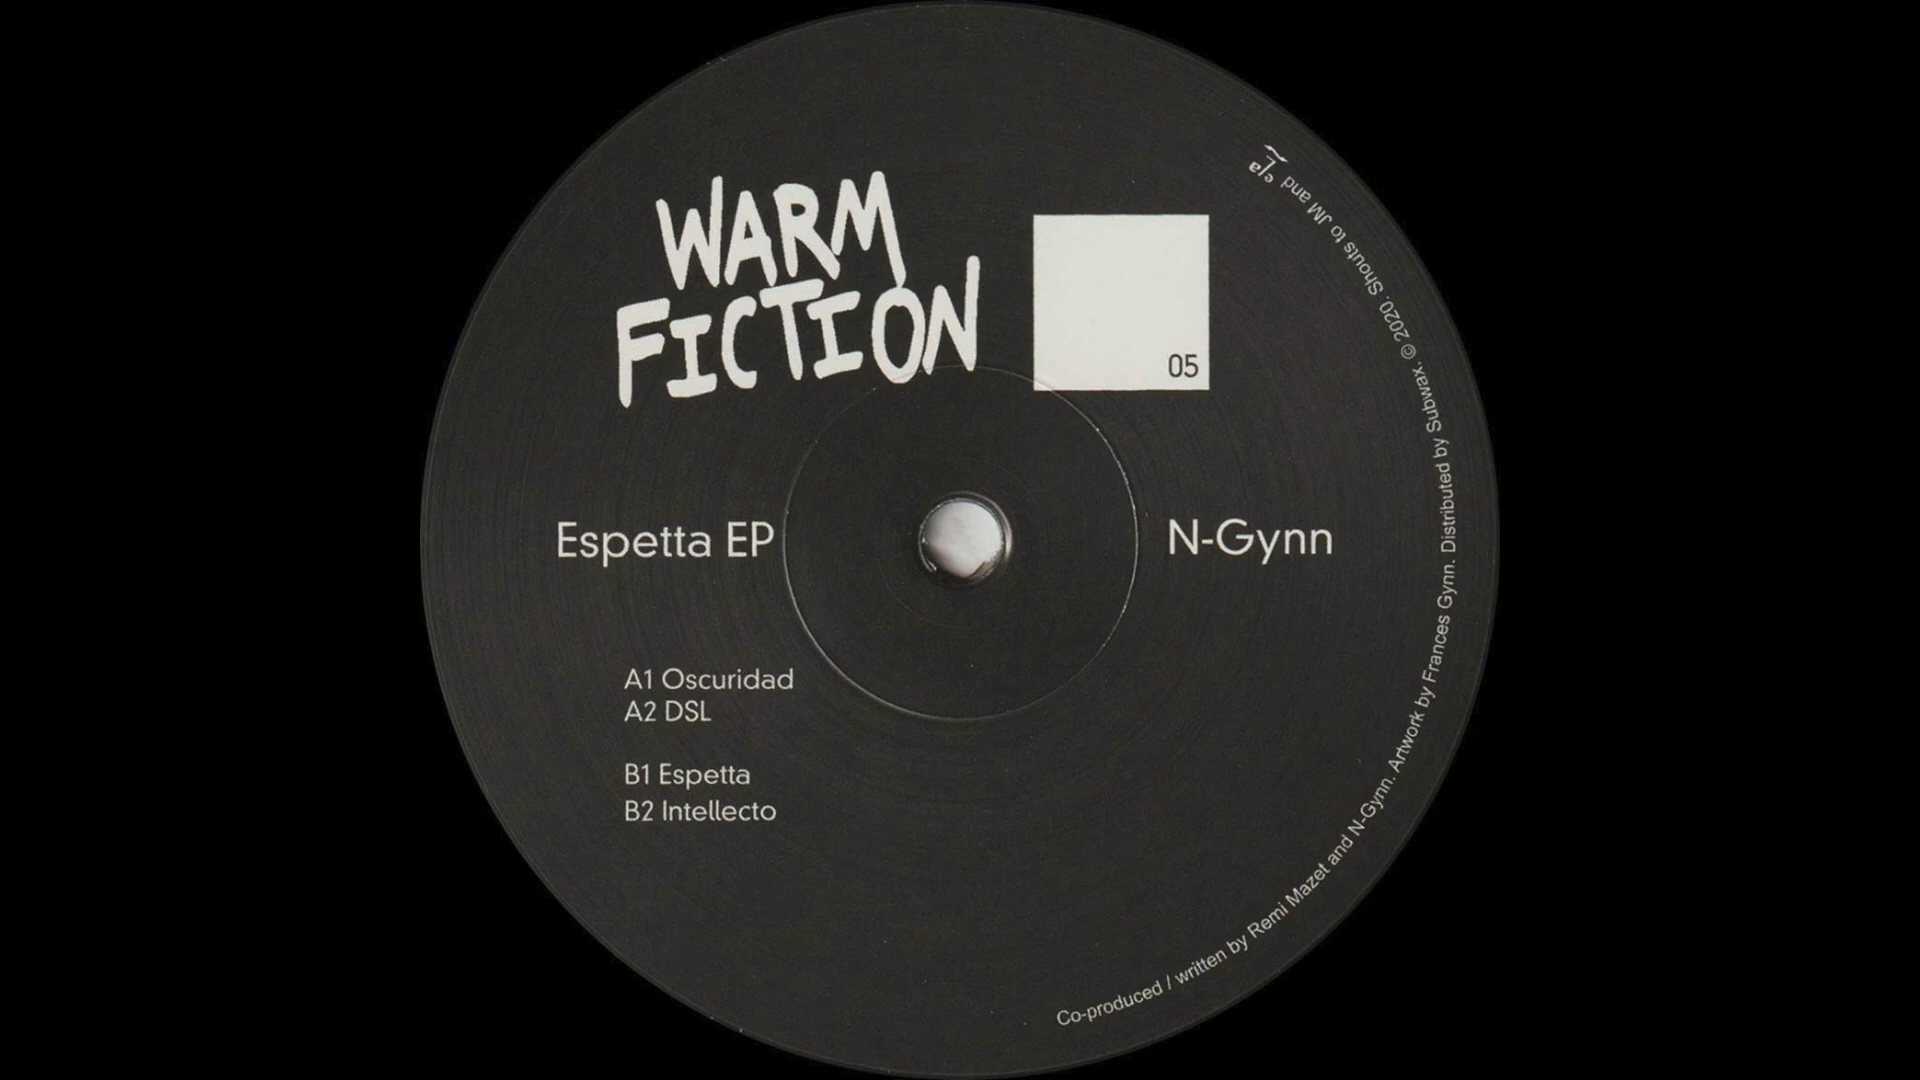 WARM
FICTION
05
Espetta EP
N-Gynn
A1 Oscuridad
A2 DSL
B1 Espetta
B2 Intellecto
Co-produced / written by Remi Mazet and N-Gynn. Artwork by Frances Gynn. Distributed by Subwax. © 2020. Shouts to JM and